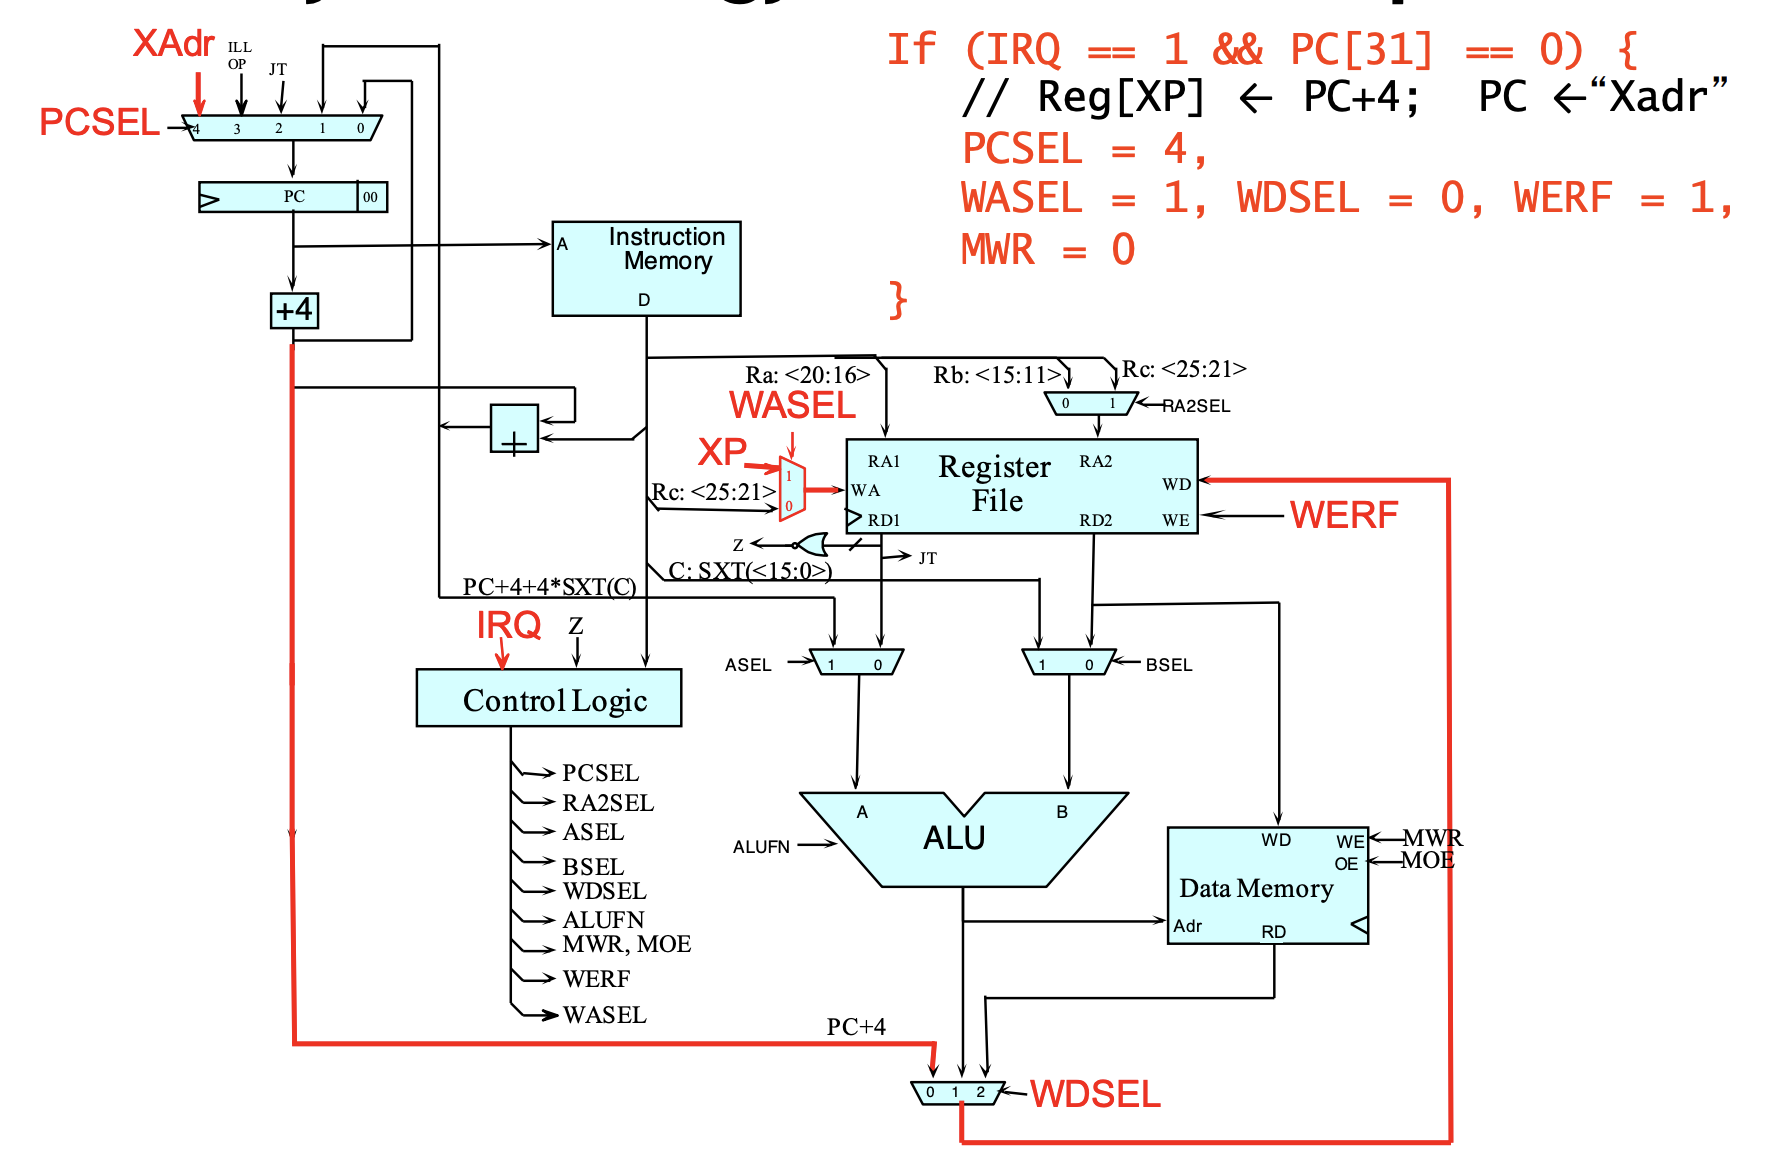 XAdr
ILL
OP
JT
PCSEL
4 3 2 1 0
PC 00
+4
If (IRQ == 1 && PC[31] == 0) {
// Reg[XP] ← PC+4; PC ←“Xadr”
PCSEL = 4,
WASEL = 1, WDSEL = 0, WERF = 1,
MWR = 0
}
A Instruction
Memory
D
Ra: <20:16> Rb: <15:11> Rc: <25:21>
WASEL
0 1 RA2SEL
+
XP
1
Rc: <25:21>
0
RA1 Register RA2
WA File WD
RD1 RD2 WE
WERF
Z
JT
C: SXT(<15:0>)
PC+4+4*SXT(C)
IRQ Z
ASEL 1 0
1 0 BSEL
Control Logic
PCSEL
RA2SEL
ASEL
BSEL
WDSEL
ALUFN
MWR, MOE
WERF
WASEL
A B
ALU
ALUFN
WD WE MWR
OE MOE
Data Memory
Adr
RD
PC+4
0 1 2 WDSEL